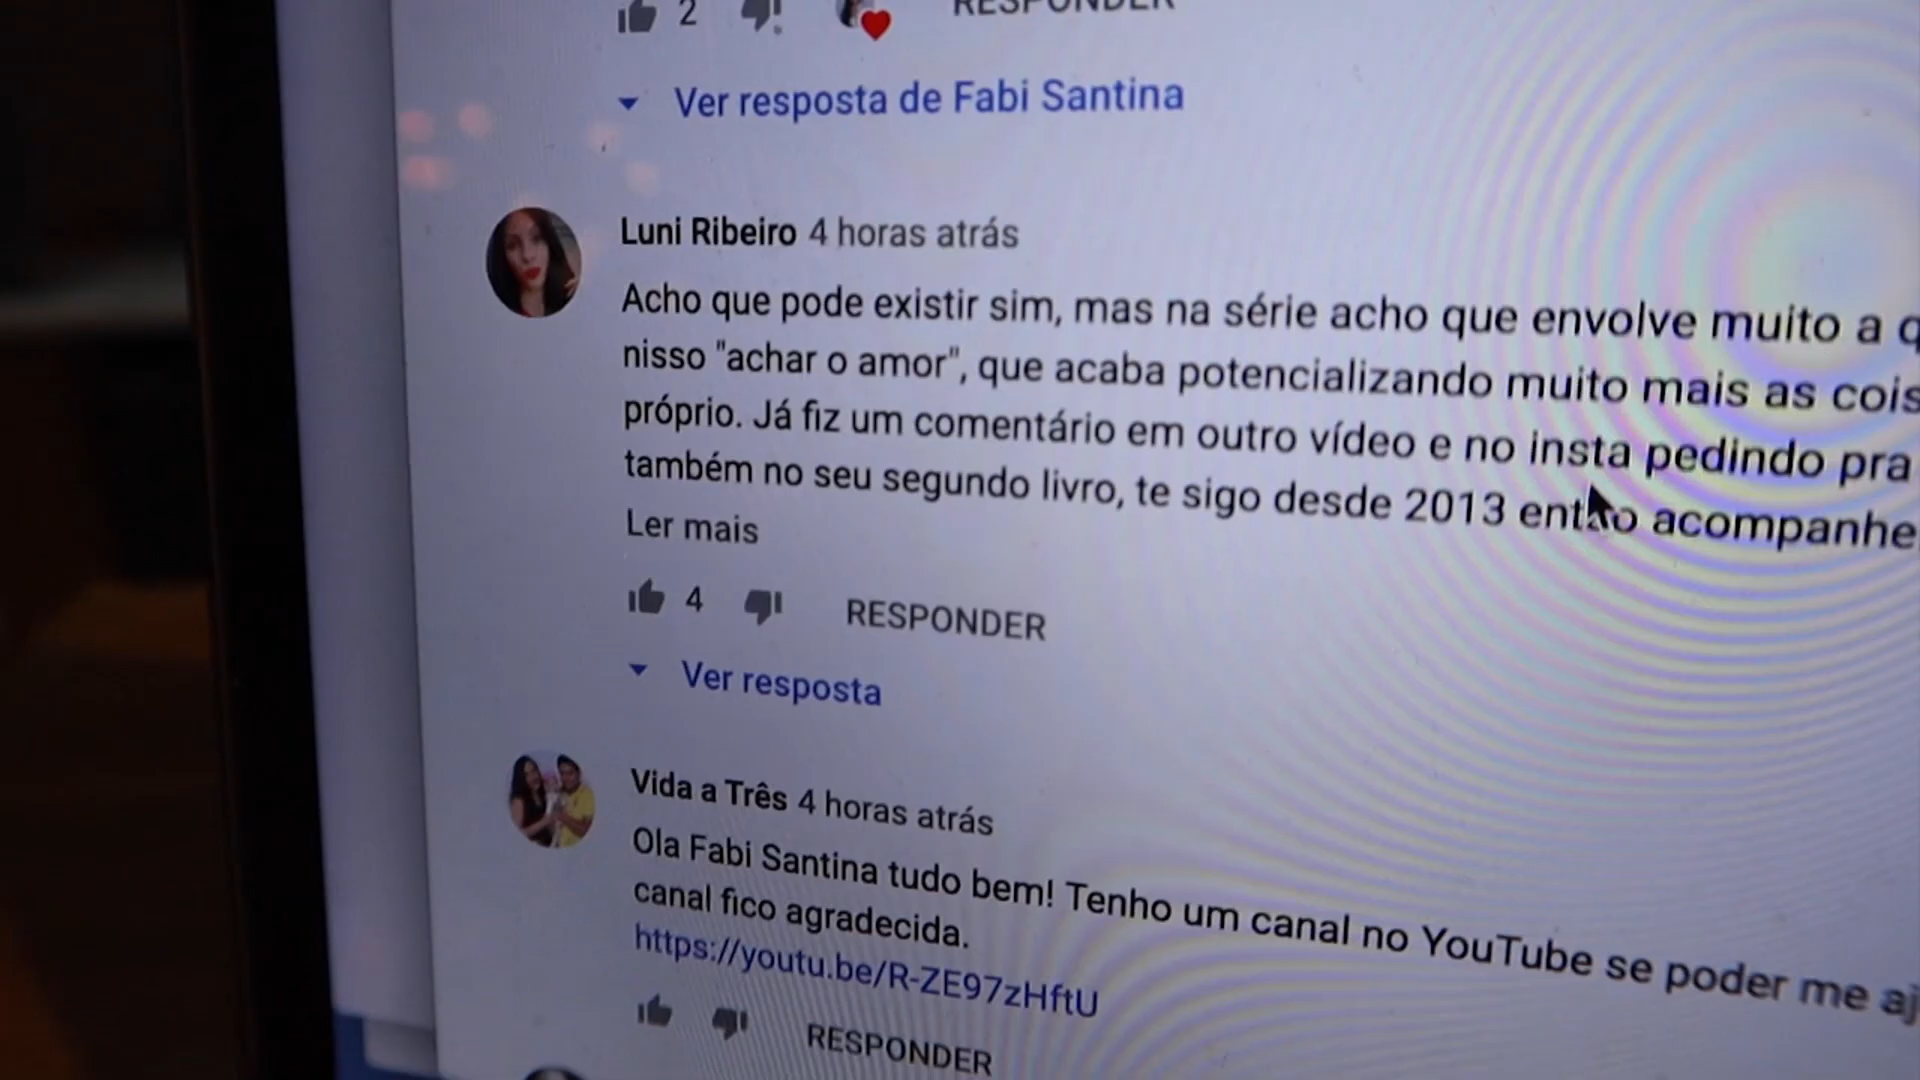 2 RESPONDER
Ver resposta de Fabi Santina
Luni Ribeiro 4 horas atrás
Acho que pode existir sim, mas na série acho que envolve muito a
nisso "achar o amor", que acaba potencializando muito mais as
próprio. Já fiz um comentário em outro vídeo e no insta pedindo pra
também no seu segundo livro, te sigo desde 2013 então
Ler mais
4 RESPONDER
Ver resposta
Vida a Três 4 horas atrás
Ola Fabi Santina tudo bem! Tenho um canal no YouTube se poder me
canal fico agradecida.
https://youtu.be/R-ZE97zHftU
RESPONDER